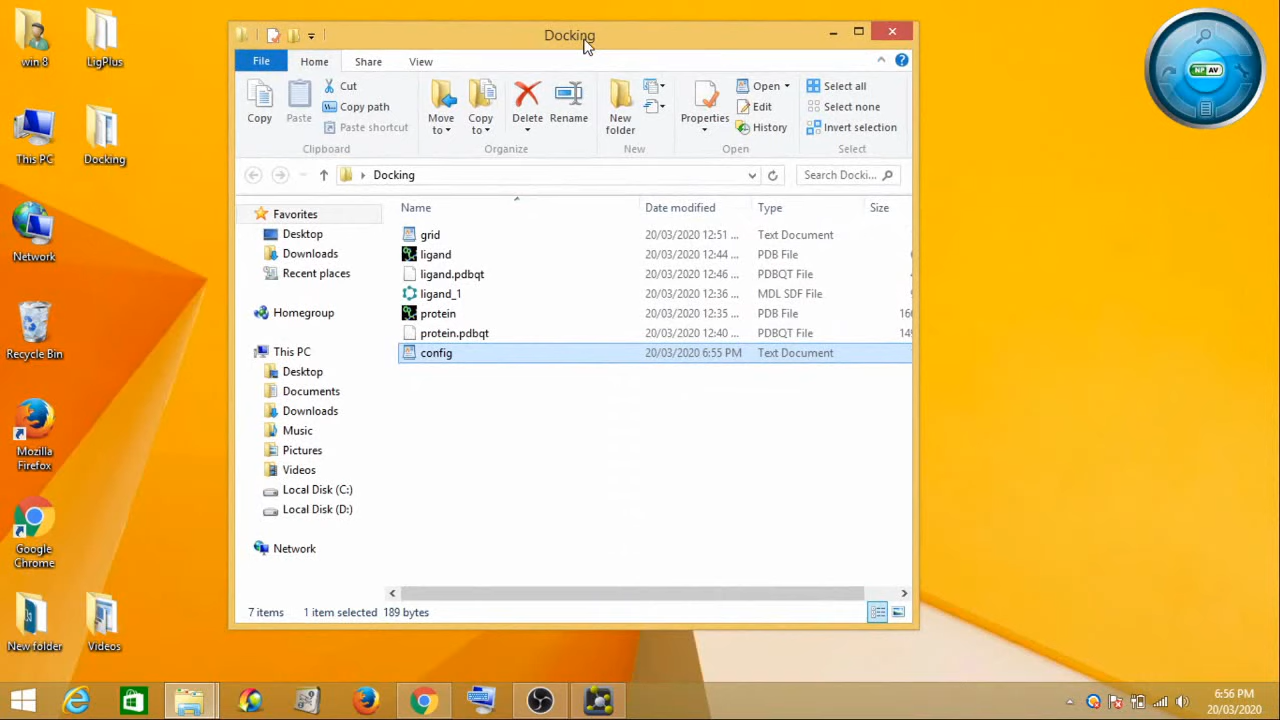 win 8
LigPlus
This PC
Docking
Network
Recycle Bin
Mozilla
Firefox
Google
Chrome
New folder
Videos
Docking
File Home Share View
Copy
Paste
Cut
Copy path
Paste shortcut
Clipboard
Move
to
Copy
to
Delete
Rename
Organize
New
folder
New
Properties
Open
Edit
History
Open
Select all
Select none
Invert selection
Select
Docking
Search Docki...
Favorites
Desktop
Downloads
Recent places
Homegroup
This PC
Desktop
Documents
Downloads
Music
Pictures
Videos
Local Disk (C:)
Local Disk (D:)
Network
Name Date modified Type Size
grid 20/03/2020 12:51 ... Text Document
ligand 20/03/2020 12:44 ... PDB File
ligand.pdbqt 20/03/2020 12:46 ... PDBQT File
ligand_1 20/03/2020 12:36 ... MDL SDF File
protein 20/03/2020 12:35 ... PDB File
protein.pdbqt 20/03/2020 12:40 ... PDBQT File
config 20/03/2020 6:55 PM Text Document
7 items 1 item selected 189 bytes
NP AV
6:56 PM
20/03/2020